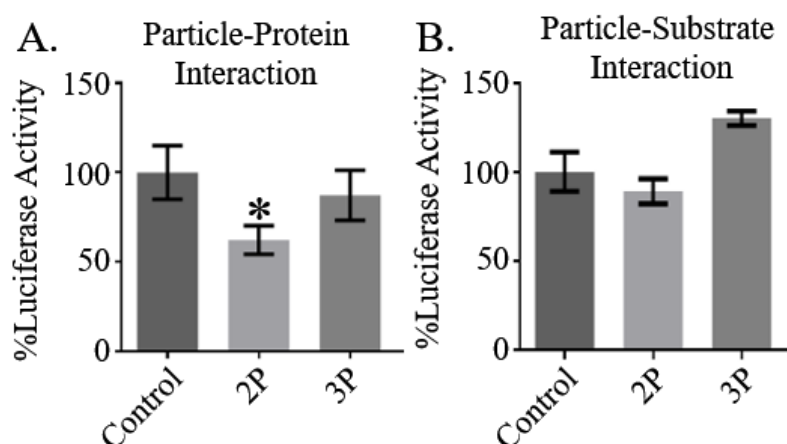 A.
Particle-Protein
Interaction
%Luciferase Activity
150
100
50
0
*
Control
2P
3P
B.
Particle-Substrate
Interaction
%Luciferase Activity
150
100
50
0
Control
2P
3P